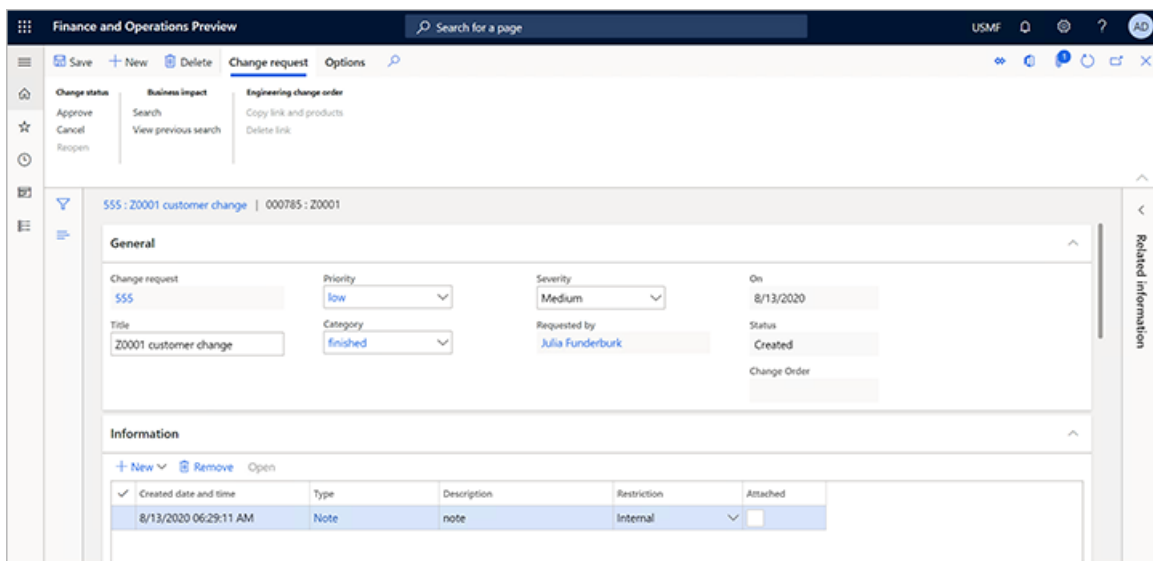 Finance and Operations Preview
Search for a page
USMF
?
AD
Save
New
Delete
Change request
Options
1
Change status
Business impact
Engineering change order
Approve
Search
Copy link and products
Cancel
View previous search
Delete link
Reopen
555 : Z0001 customer change | 000785 : Z0001
Related information
General
Change request
Priority
Severity
On
555
low
Medium
8/13/2020
Title
Category
Requested by
Status
Z0001 customer change
finished
Julia Funderburk
Created
Change Order
Information
New
Remove
Open
Created date and time
Type
Description
Restriction
Attached
8/13/2020 06:29:11 AM
Note
note
Internal